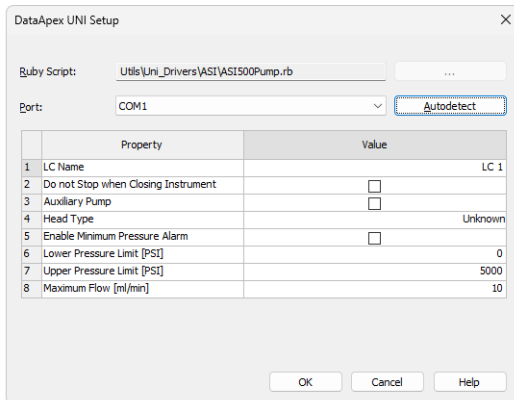 DataApex UNI Setup
Ruby Script: Utils\Uni_Drivers\ASI\ASI500Pump.rb ...
Port: COM1 Autodetect
Property Value
1 LC Name LC 1
2 Do not Stop when Closing Instrument
3 Auxiliary Pump
4 Head Type Unknown
5 Enable Minimum Pressure Alarm
6 Lower Pressure Limit [PSI] 0
7 Upper Pressure Limit [PSI] 5000
8 Maximum Flow [ml/min] 10
OK Cancel Help